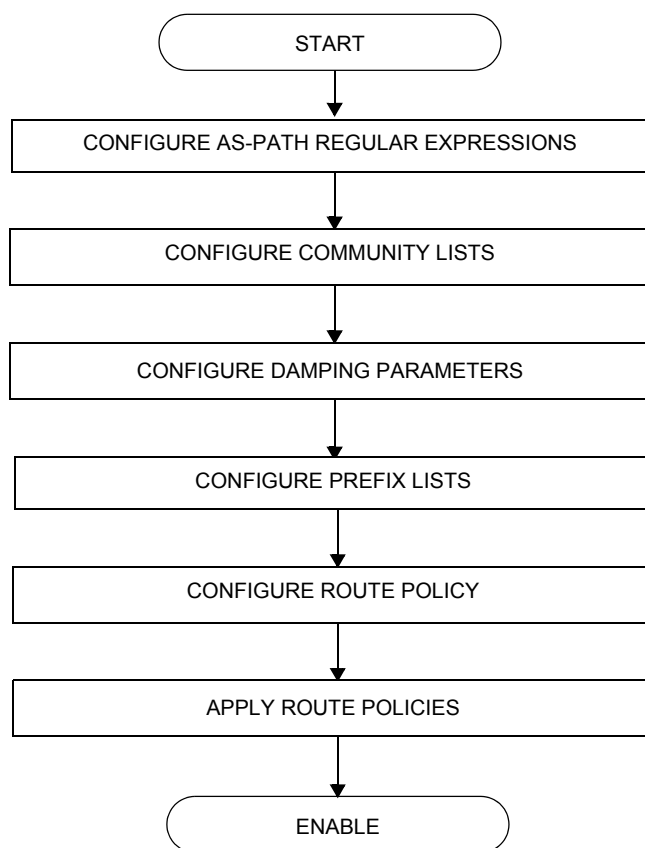 START
CONFIGURE AS-PATH REGULAR EXPRESSIONS
CONFIGURE COMMUNITY LISTS
CONFIGURE DAMPING PARAMETERS
CONFIGURE PREFIX LISTS
CONFIGURE ROUTE POLICY
APPLY ROUTE POLICIES
ENABLE